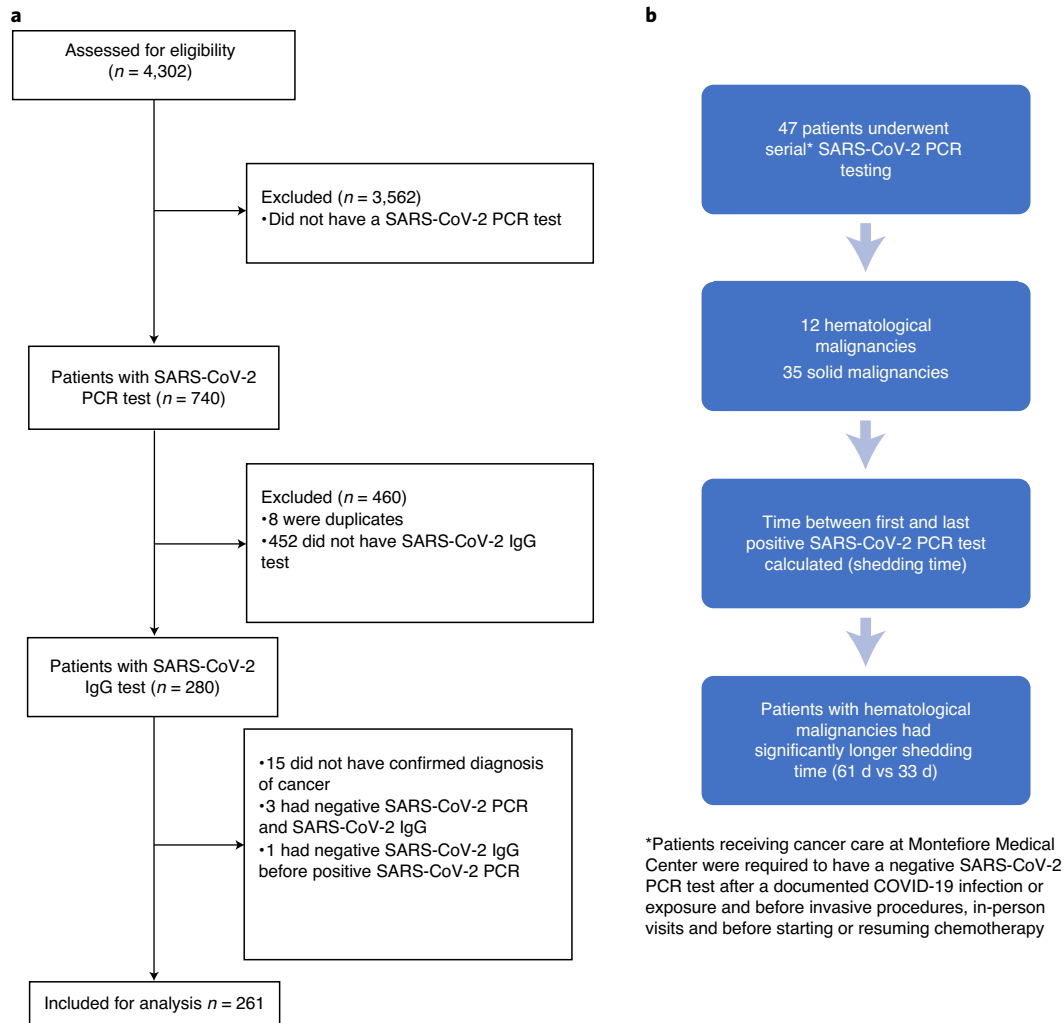 a
Assessed for eligibility
(n = 4,302)
Excluded (n = 3,562)
•Did not have a SARS-CoV-2 PCR test
Patients with SARS-CoV-2
PCR test (n = 740)
Excluded (n = 460)
•8 were duplicates
•452 did not have SARS-CoV-2 IgG
test
Patients with SARS-CoV-2
IgG test (n = 280)
•15 did not have confirmed diagnosis
of cancer
•3 had negative SARS-CoV-2 PCR
and SARS-CoV-2 IgG
•1 had negative SARS-CoV-2 IgG
before positive SARS-CoV-2 PCR
Included for analysis n = 261
b
47 patients underwent
serial* SARS-CoV-2 PCR
testing
12 hematological
malignancies
35 solid malignancies
Time between first and last
positive SARS-CoV-2 PCR test
calculated (shedding time)
Patients with hematological
malignancies had
significantly longer shedding
time (61 d vs 33 d)
*Patients receiving cancer care at Montefiore Medical
Center were required to have a negative SARS-CoV-2
PCR test after a documented COVID-19 infection or
exposure and before invasive procedures, in-person
visits and before starting or resuming chemotherapy